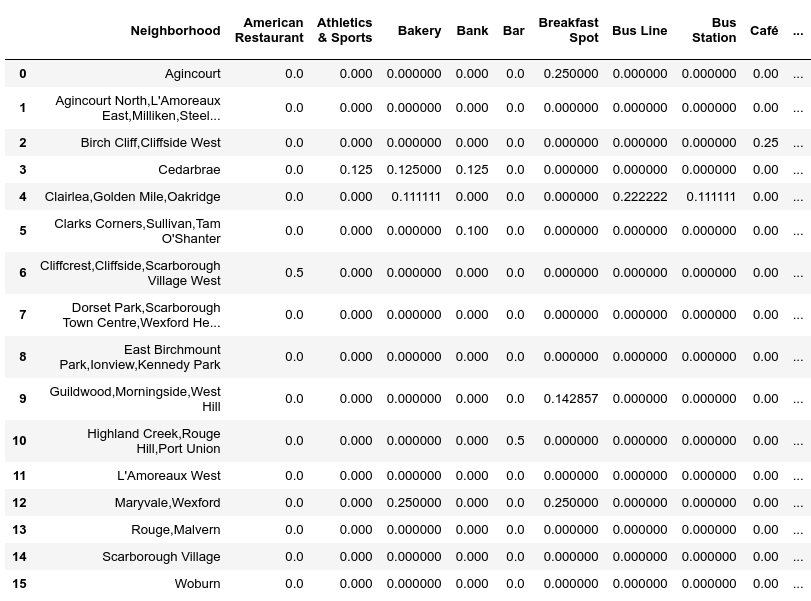 Neighborhood American Restaurant Athletics & Sports Bakery Bank Bar Breakfast Spot Bus Line Bus Station Café ...
0 Agincourt 0.0 0.000 0.000000 0.000 0.0 0.250000 0.000000 0.000000 0.00 ...
1 Agincourt North,L'Amoreaux East,Milliken,Steel... 0.0 0.000 0.000000 0.000 0.0 0.000000 0.000000 0.000000 0.00 ...
2 Birch Cliff,Cliffside West 0.0 0.000 0.000000 0.000 0.0 0.000000 0.000000 0.000000 0.25 ...
3 Cedarbrae 0.0 0.125 0.125000 0.125 0.0 0.000000 0.000000 0.000000 0.00 ...
4 Clairlea,Golden Mile,Oakridge 0.0 0.000 0.111111 0.000 0.0 0.000000 0.222222 0.111111 0.00 ...
5 Clarks Corners,Sullivan,Tam O'Shanter 0.0 0.000 0.000000 0.100 0.0 0.000000 0.000000 0.000000 0.00 ...
6 Cliffcrest,Cliffside,Scarborough Village West 0.5 0.000 0.000000 0.000 0.0 0.000000 0.000000 0.000000 0.00 ...
7 Dorset Park,Scarborough Town Centre,Wexford He... 0.0 0.000 0.000000 0.000 0.0 0.000000 0.000000 0.000000 0.00 ...
8 East Birchmount Park,Ionview,Kennedy Park 0.0 0.000 0.000000 0.000 0.0 0.000000 0.000000 0.000000 0.00 ...
9 Guildwood,Morningside,West Hill 0.0 0.000 0.000000 0.000 0.0 0.142857 0.000000 0.000000 0.00 ...
10 Highland Creek,Rouge Hill,Port Union 0.0 0.000 0.000000 0.000 0.5 0.000000 0.000000 0.000000 0.00 ...
11 L'Amoreaux West 0.0 0.000 0.000000 0.000 0.0 0.000000 0.000000 0.000000 0.00 ...
12 Maryvale,Wexford 0.0 0.000 0.250000 0.000 0.0 0.250000 0.000000 0.000000 0.00 ...
13 Rouge,Malvern 0.0 0.000 0.000000 0.000 0.0 0.000000 0.000000 0.000000 0.00 ...
14 Scarborough Village 0.0 0.000 0.000000 0.000 0.0 0.000000 0.000000 0.000000 0.00 ...
15 Woburn 0.0 0.000 0.000000 0.000 0.0 0.000000 0.000000 0.000000 0.00 ...